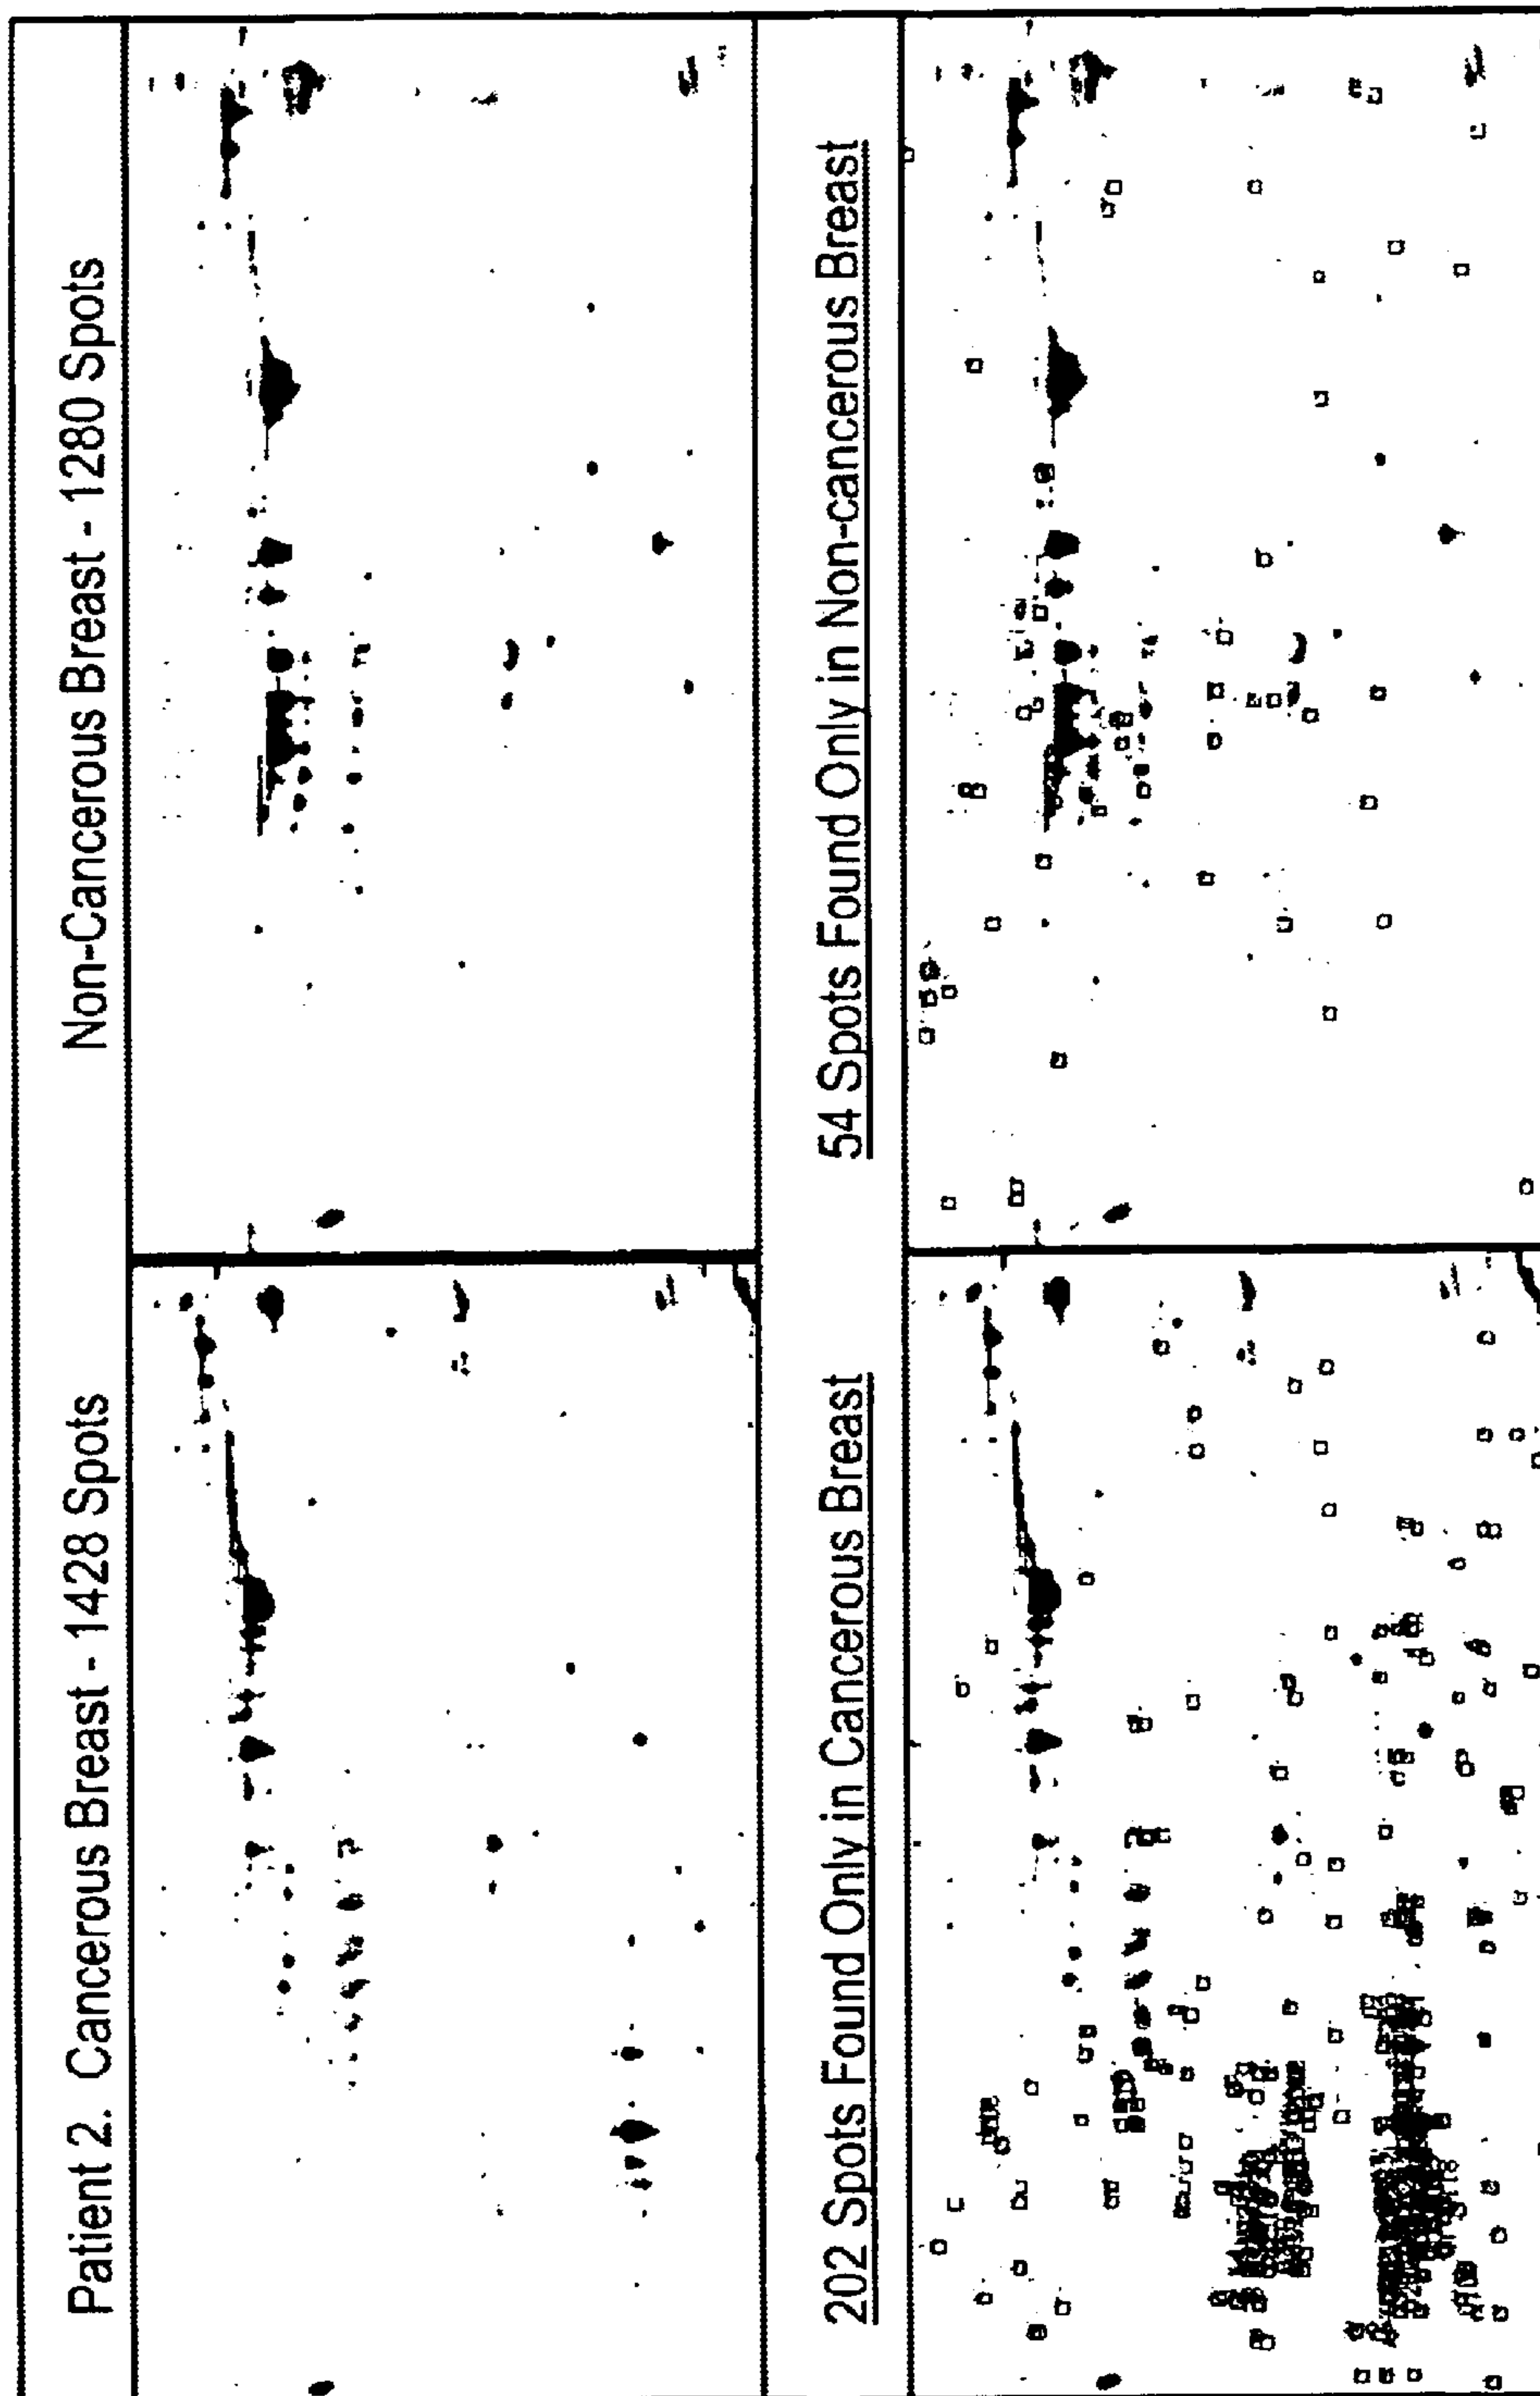 Patient 2. Cancerous Breast - 1428 Spots
Non-Cancerous Breast - 1280 Spots
202 Spots Found Only in Cancerous Breast
54 Spots Found Only in Non-cancerous Breast